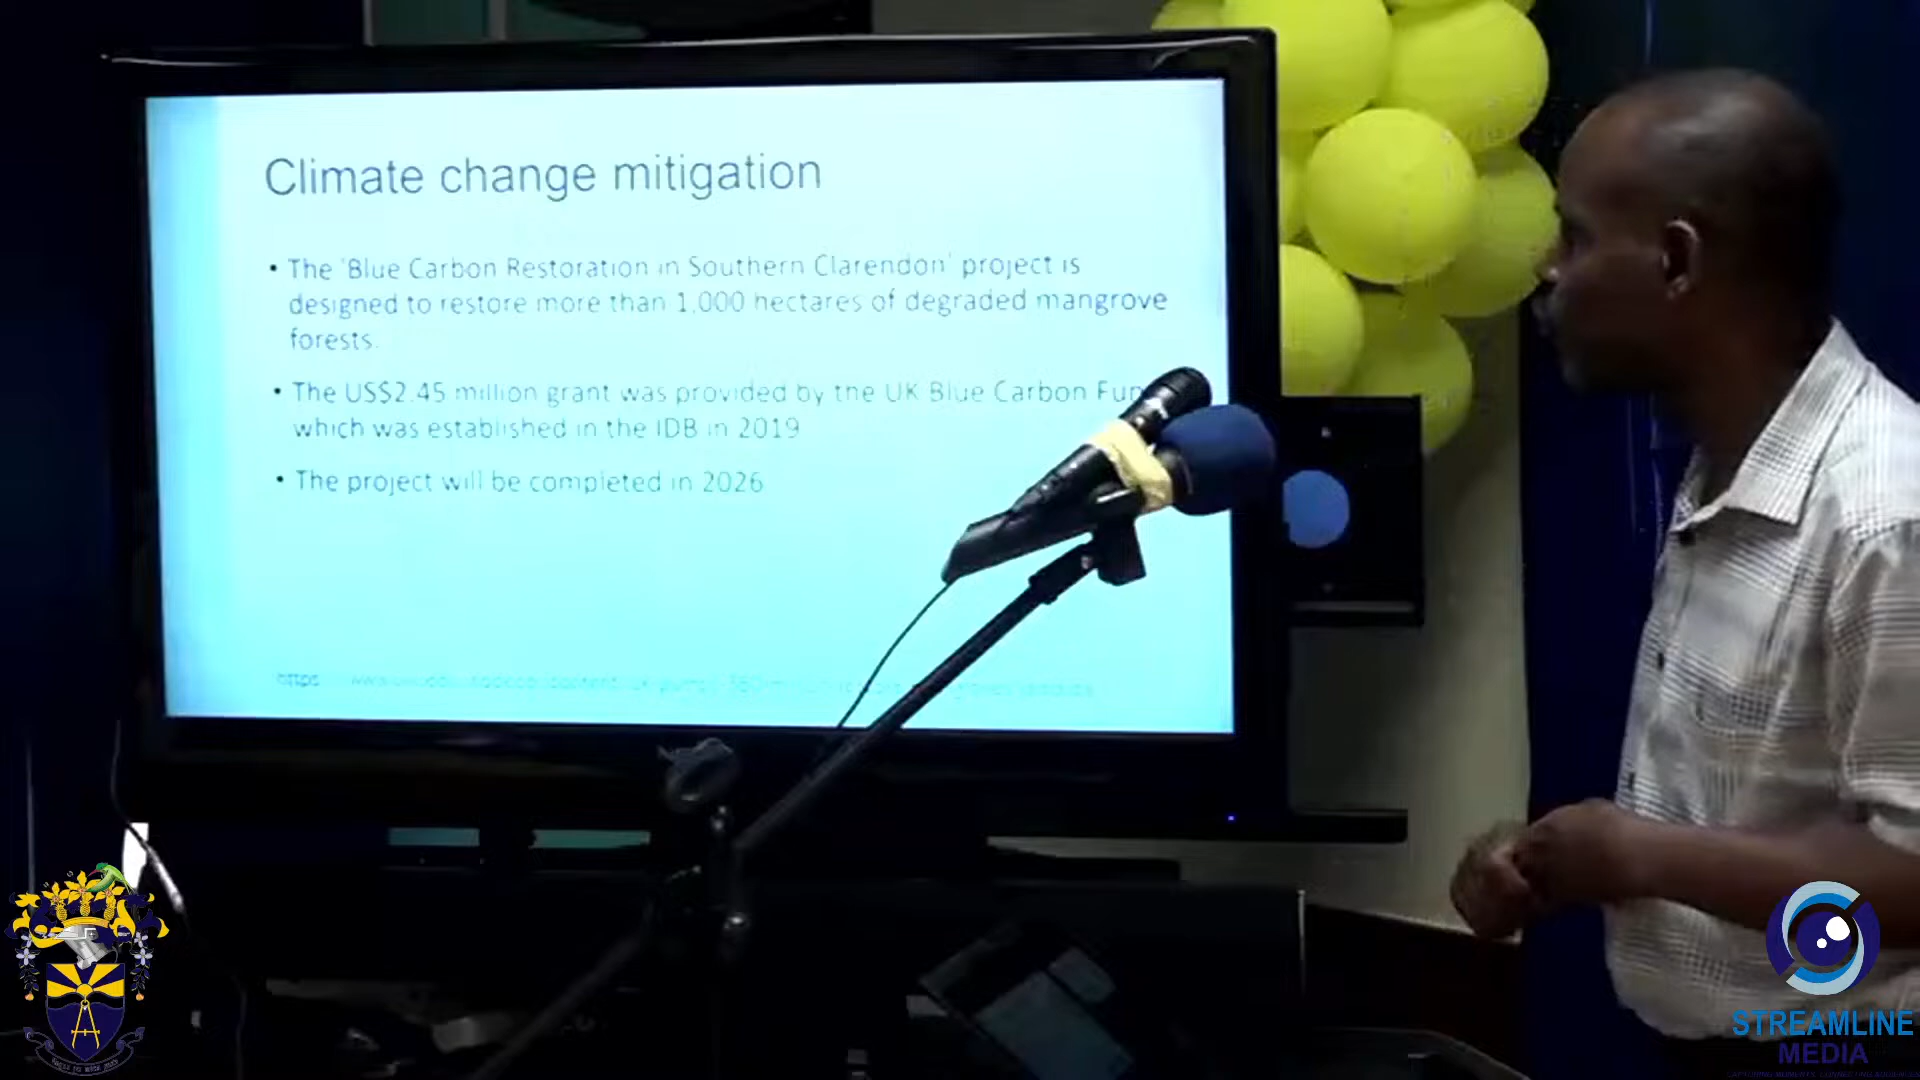 Climate change mitigation
• The 'Blue Carbon Restoration in Southern Clarendon' project is
designed to restore more than 1,000 hectares of degraded mangrove
forests.
• The US$2.45 million grant was provided by the UK Blue Carbon Fun
which was established in the IDB in 2019
• The project will be completed in 2026
https
STREAMLINE
MEDIA